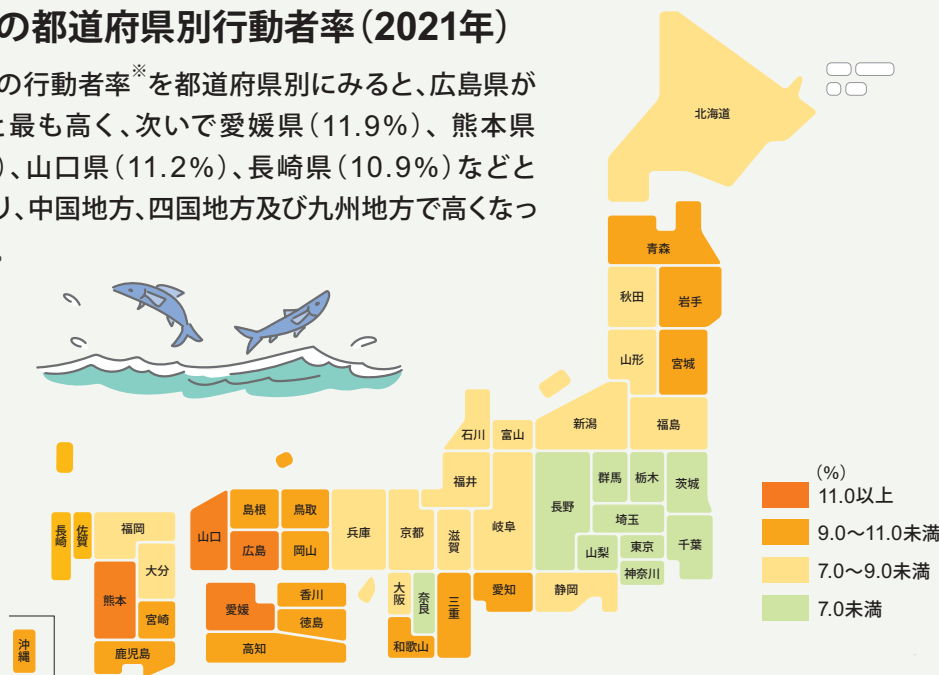 の都道府県別行動者率（2021年）
の行動者率※を都道府県別にみると、広島県が
と最も高く、次いで愛媛県（11.9%）、熊本県
）、山口県（11.2%）、長崎県（10.9%）などと
り、中国地方、四国地方及び九州地方で高くなっ
。
北海道
青森
秋田
岩手
山形
宮城
新潟
福島
石川
富山
福井
長野
群馬
栃木
茨城
埼玉
山梨
東京
千葉
神奈川
岐阜
静岡
愛知
滋賀
京都
兵庫
大阪
奈良
三重
和歌山
鳥取
島根
岡山
広島
山口
香川
愛媛
徳島
高知
福岡
佐賀
長崎
大分
熊本
宮崎
鹿児島
沖縄
（%）
11.0以上
9.0～11.0未満
7.0～9.0未満
7.0未満